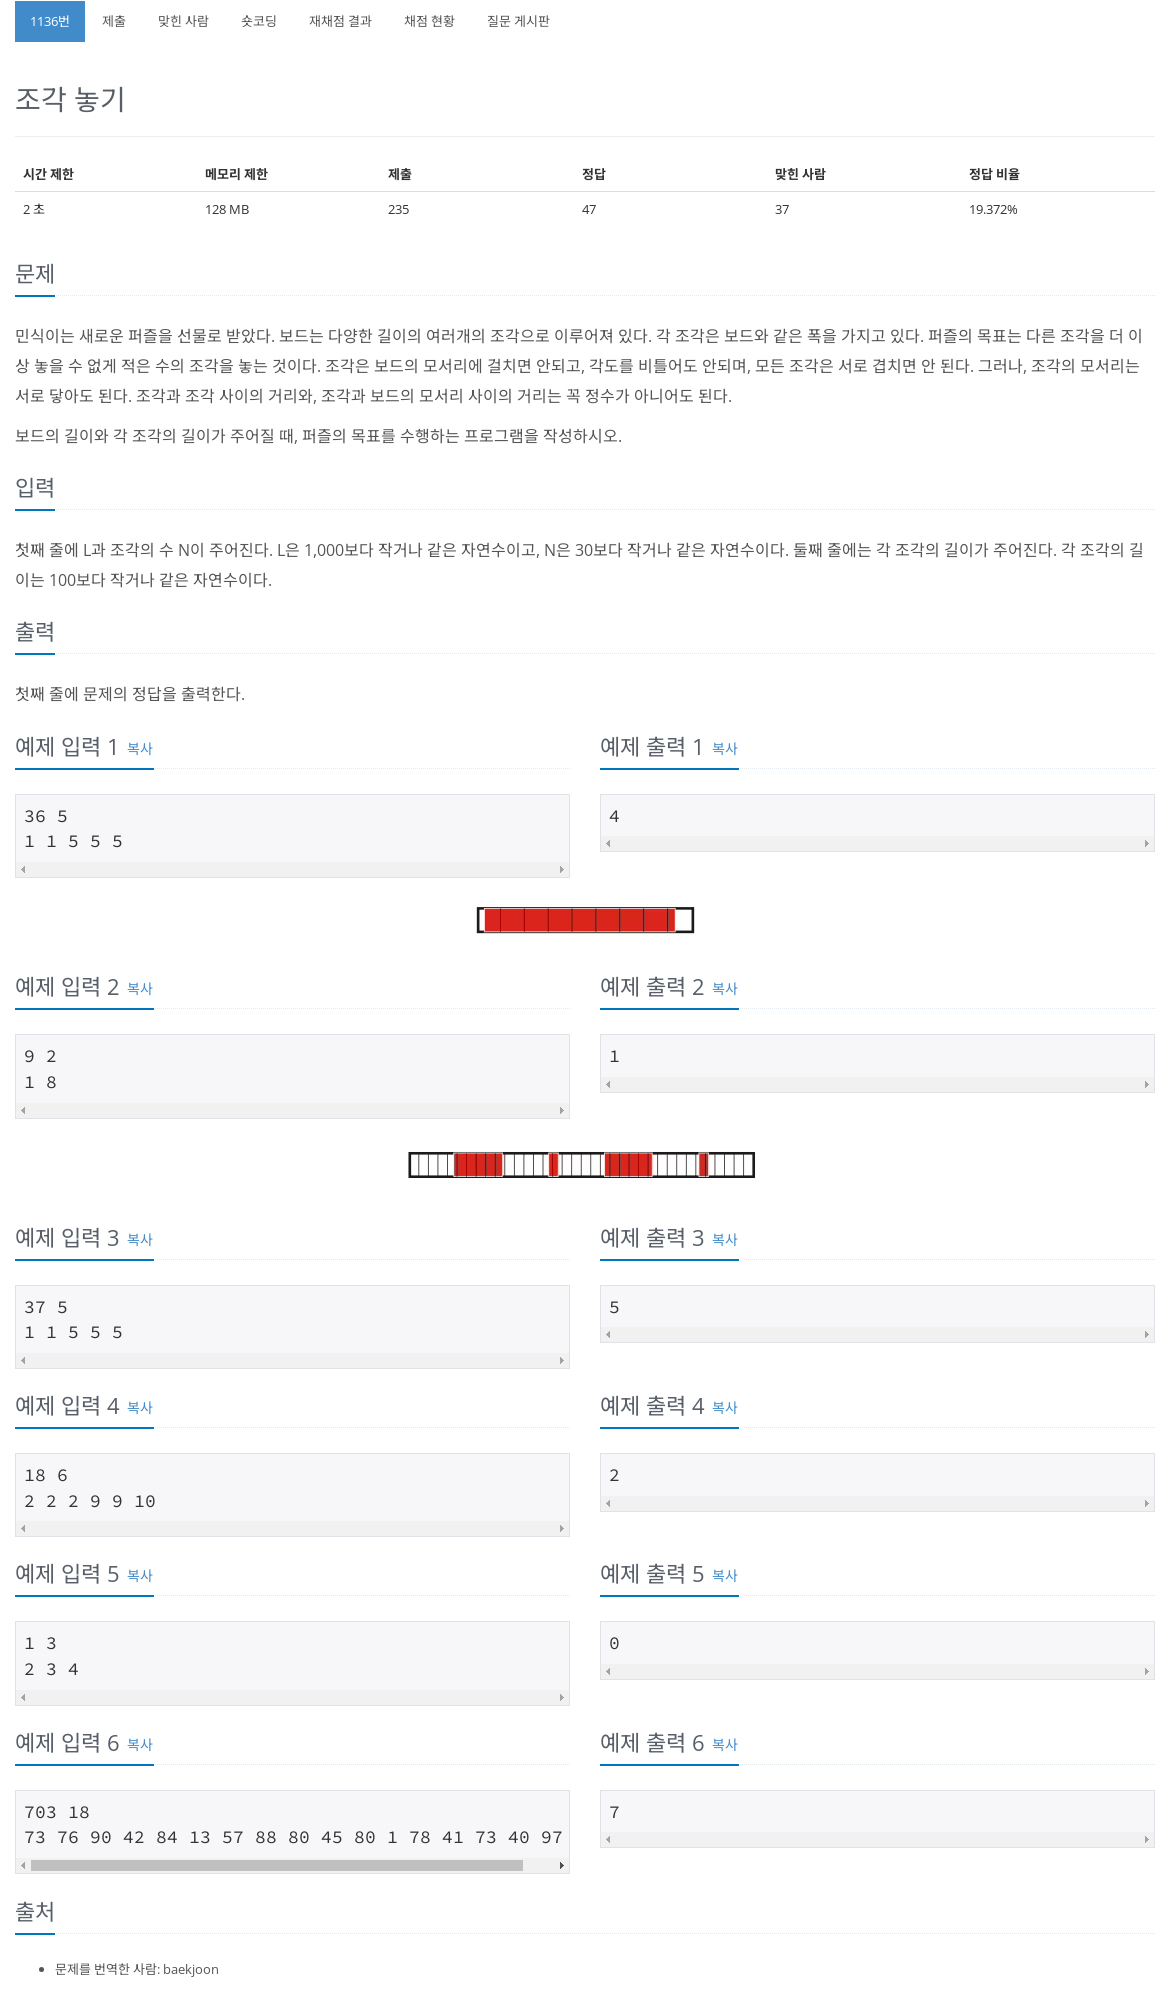 1136번 제출 맞힌 사람 숏코딩 재채점 결과 채점 현황 질문 게시판
조각 놓기
시간 제한 메모리 제한 제출 정답 맞힌 사람 정답 비율
2 초 128 MB 235 47 37 19.372%
문제
민식이는 새로운 퍼즐을 선물로 받았다. 보드는 다양한 길이의 여러개의 조각으로 이루어져 있다. 각 조각은 보드와 같은 폭을 가지고 있다. 퍼즐의 목표는 다른 조각을 더 이
상 놓을 수 없게 적은 수의 조각을 놓는 것이다. 조각은 보드의 모서리에 걸치면 안되고, 각도를 비틀어도 안되며, 모든 조각은 서로 겹치면 안 된다. 그러나, 조각의 모서리는
서로 닿아도 된다. 조각과 조각 사이의 거리와, 조각과 보드의 모서리 사이의 거리는 꼭 정수가 아니어도 된다.
보드의 길이와 각 조각의 길이가 주어질 때, 퍼즐의 목표를 수행하는 프로그램을 작성하시오.
입력
첫째 줄에 L과 조각의 수 N이 주어진다. L은 1,000보다 작거나 같은 자연수이고, N은 30보다 작거나 같은 자연수이다. 둘째 줄에는 각 조각의 길이가 주어진다. 각 조각의 길
이는 100보다 작거나 같은 자연수이다.
출력
첫째 줄에 문제의 정답을 출력한다.
예제 입력 1 복사
36 5
1 1 5 5 5
예제 출력 1 복사
4
예제 입력 2 복사
9 2
1 8
예제 출력 2 복사
1
예제 입력 3 복사
37 5
1 1 5 5 5
예제 출력 3 복사
5
예제 입력 4 복사
18 6
2 2 2 9 9 10
예제 출력 4 복사
2
예제 입력 5 복사
1 3
2 3 4
예제 출력 5 복사
0
예제 입력 6 복사
703 18
73 76 90 42 84 13 57 88 80 45 80 1 78 41 73 40 97
예제 출력 6 복사
7
출처
문제를 번역한 사람: baekjoon